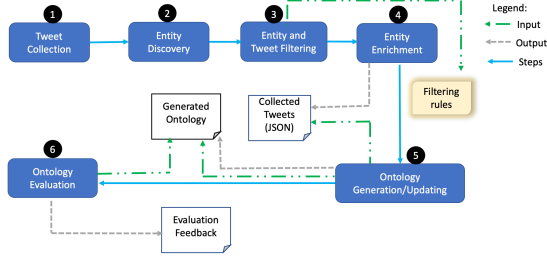 Legend:
Input
Output
Steps
1
Tweet
Collection
2
Entity
Discovery
3
Entity and
Tweet Filtering
4
Entity
Enrichment
Filtering
rules
Generated
Ontology
Collected
Tweets
(JSON)
5
Ontology
Generation/Updating
6
Ontology
Evaluation
Evaluation
Feedback